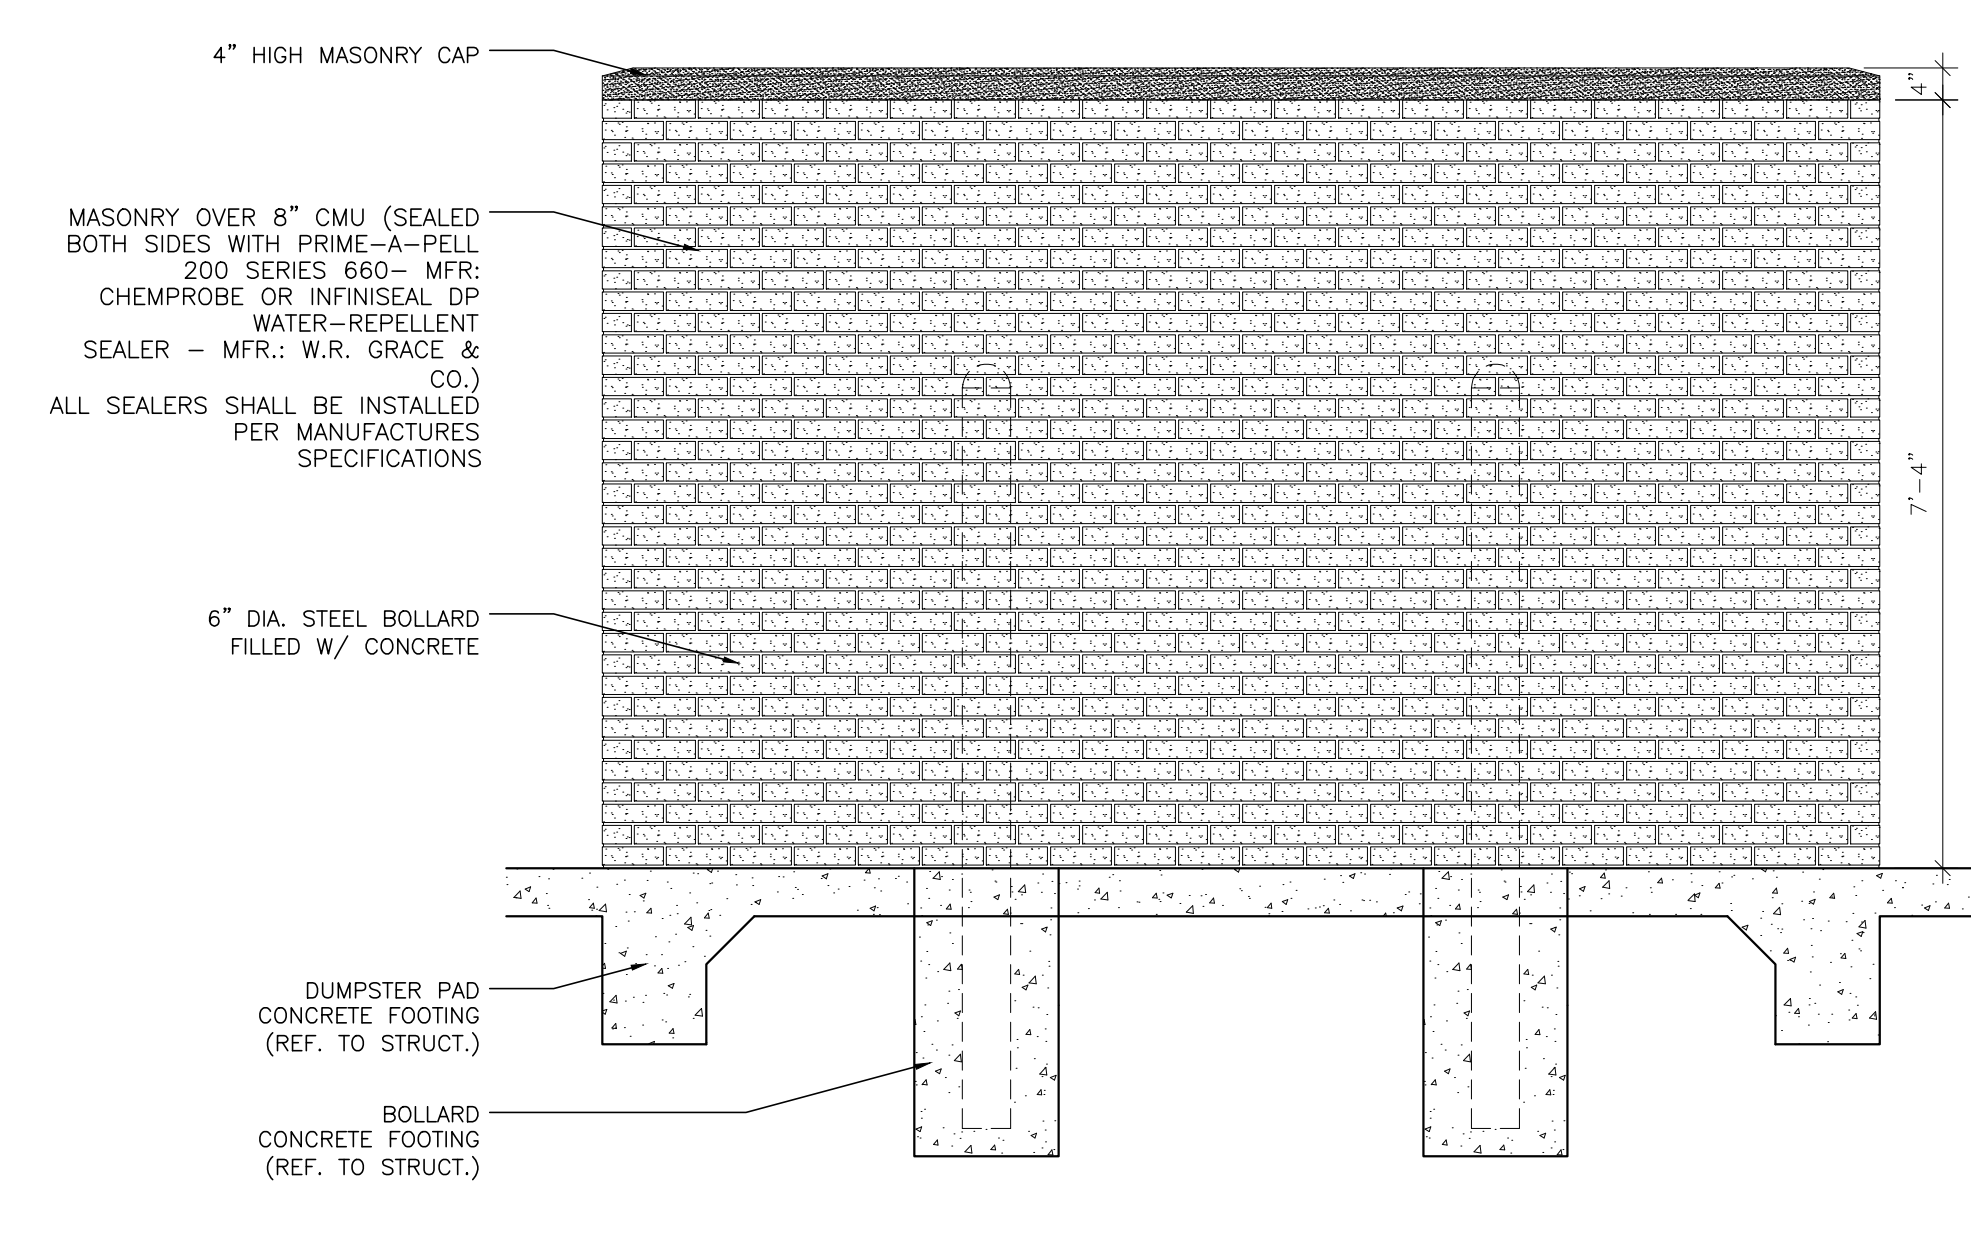 4” HIGH MASONRY CAP
4”
MASONRY OVER 8” CMU (SEALED
BOTH SIDES WITH PRIME–A–PELL
200 SERIES 660– MFR:
CHEMPROBE OR INFINISEAL DP
WATER–REPELLENT
SEALER – MFR.: W.R. GRACE &
CO.)
ALL SEALERS SHALL BE INSTALLED
PER MANUFACTURES
SPECIFICATIONS
7’–4”
6” DIA. STEEL BOLLARD
FILLED W/ CONCRETE
DUMPSTER PAD
CONCRETE FOOTING
(REF. TO STRUCT.)
BOLLARD
CONCRETE FOOTING
(REF. TO STRUCT.)